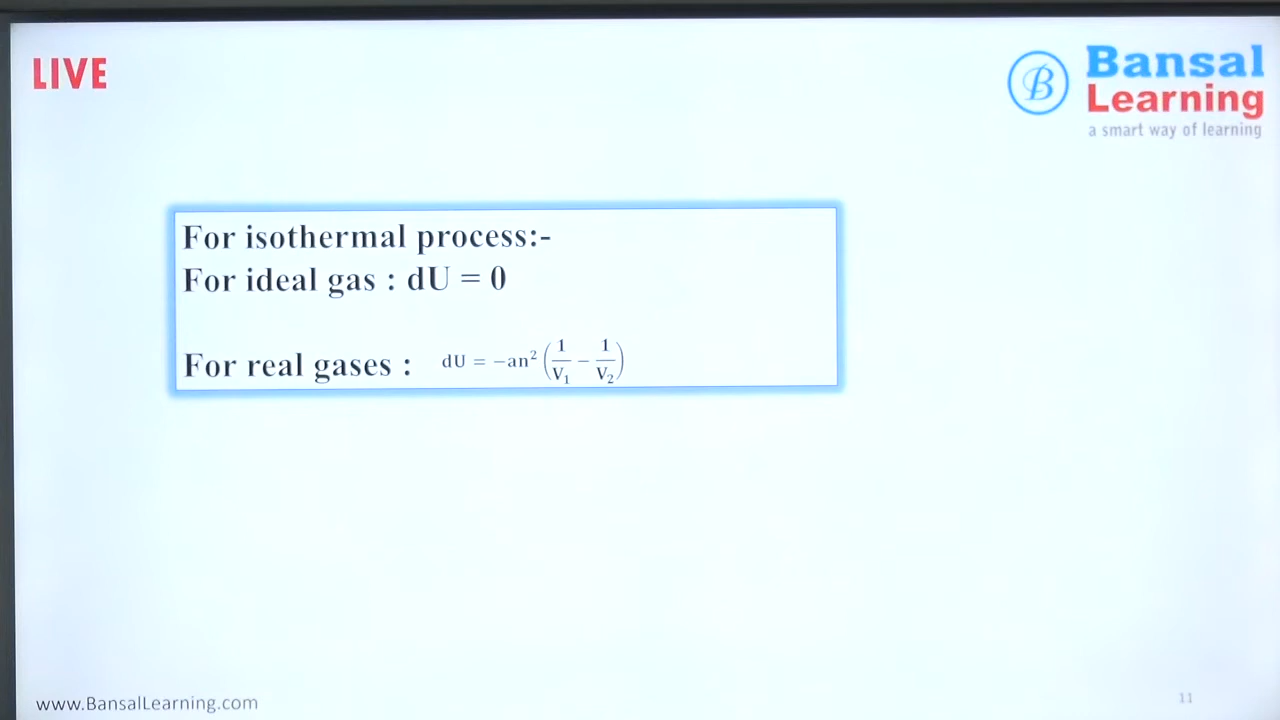 LIVE
B
Bansal
Learning
a smart way of learning
For isothermal process:-
For ideal gas : dU = 0
For real gases : dU = −an² (1/V₁ − 1/V₂)
www.BansalLearning.com
11